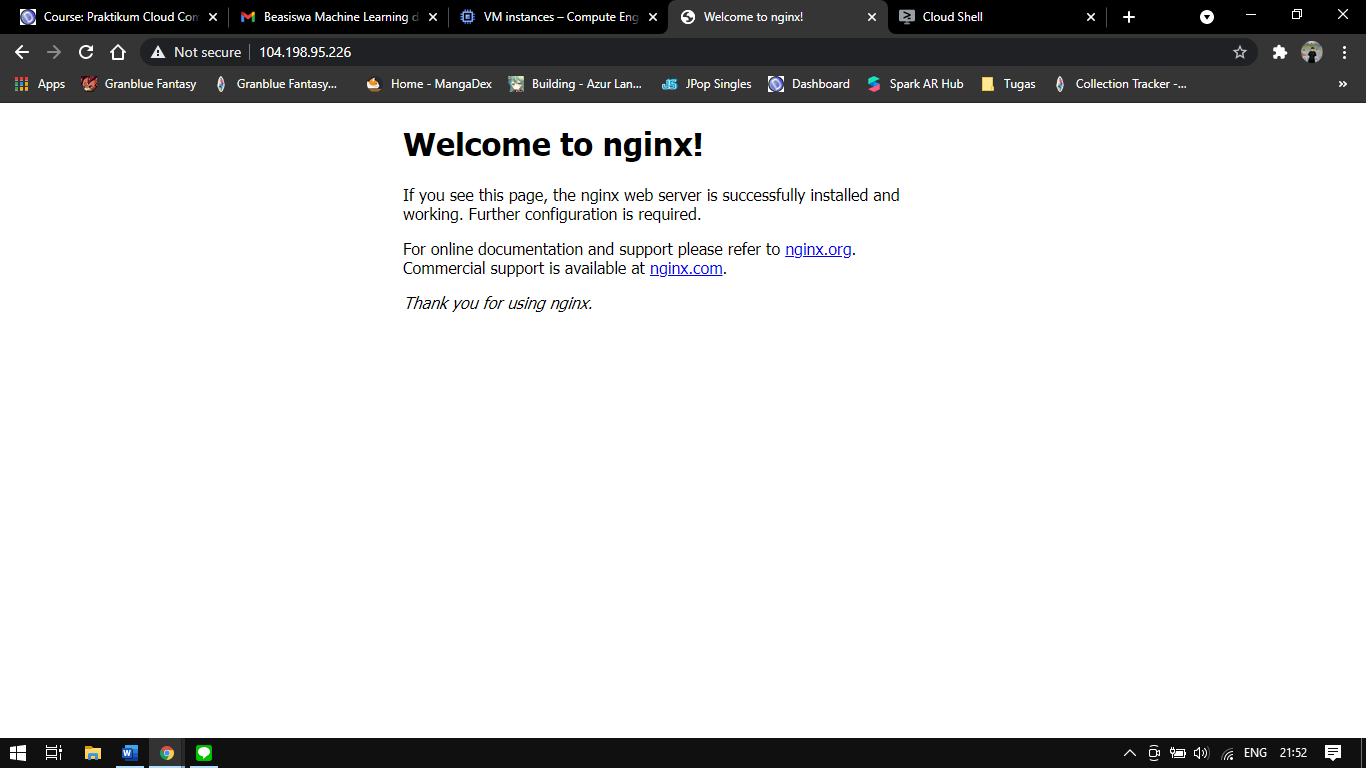 Course: Praktikum Cloud Com
Beasiswa Machine Learning d
VM instances – Compute Eng
Welcome to nginx!
Cloud Shell
Not secure
104.198.95.226
Apps
Granblue Fantasy
Granblue Fantasy...
Home - MangaDex
Building - Azur Lan...
JPop Singles
Dashboard
Spark AR Hub
Tugas
Collection Tracker -...
»
Welcome to nginx!
If you see this page, the nginx web server is successfully installed and
working. Further configuration is required.
For online documentation and support please refer to nginx.org.
Commercial support is available at nginx.com.
Thank you for using nginx.
ENG
21:52